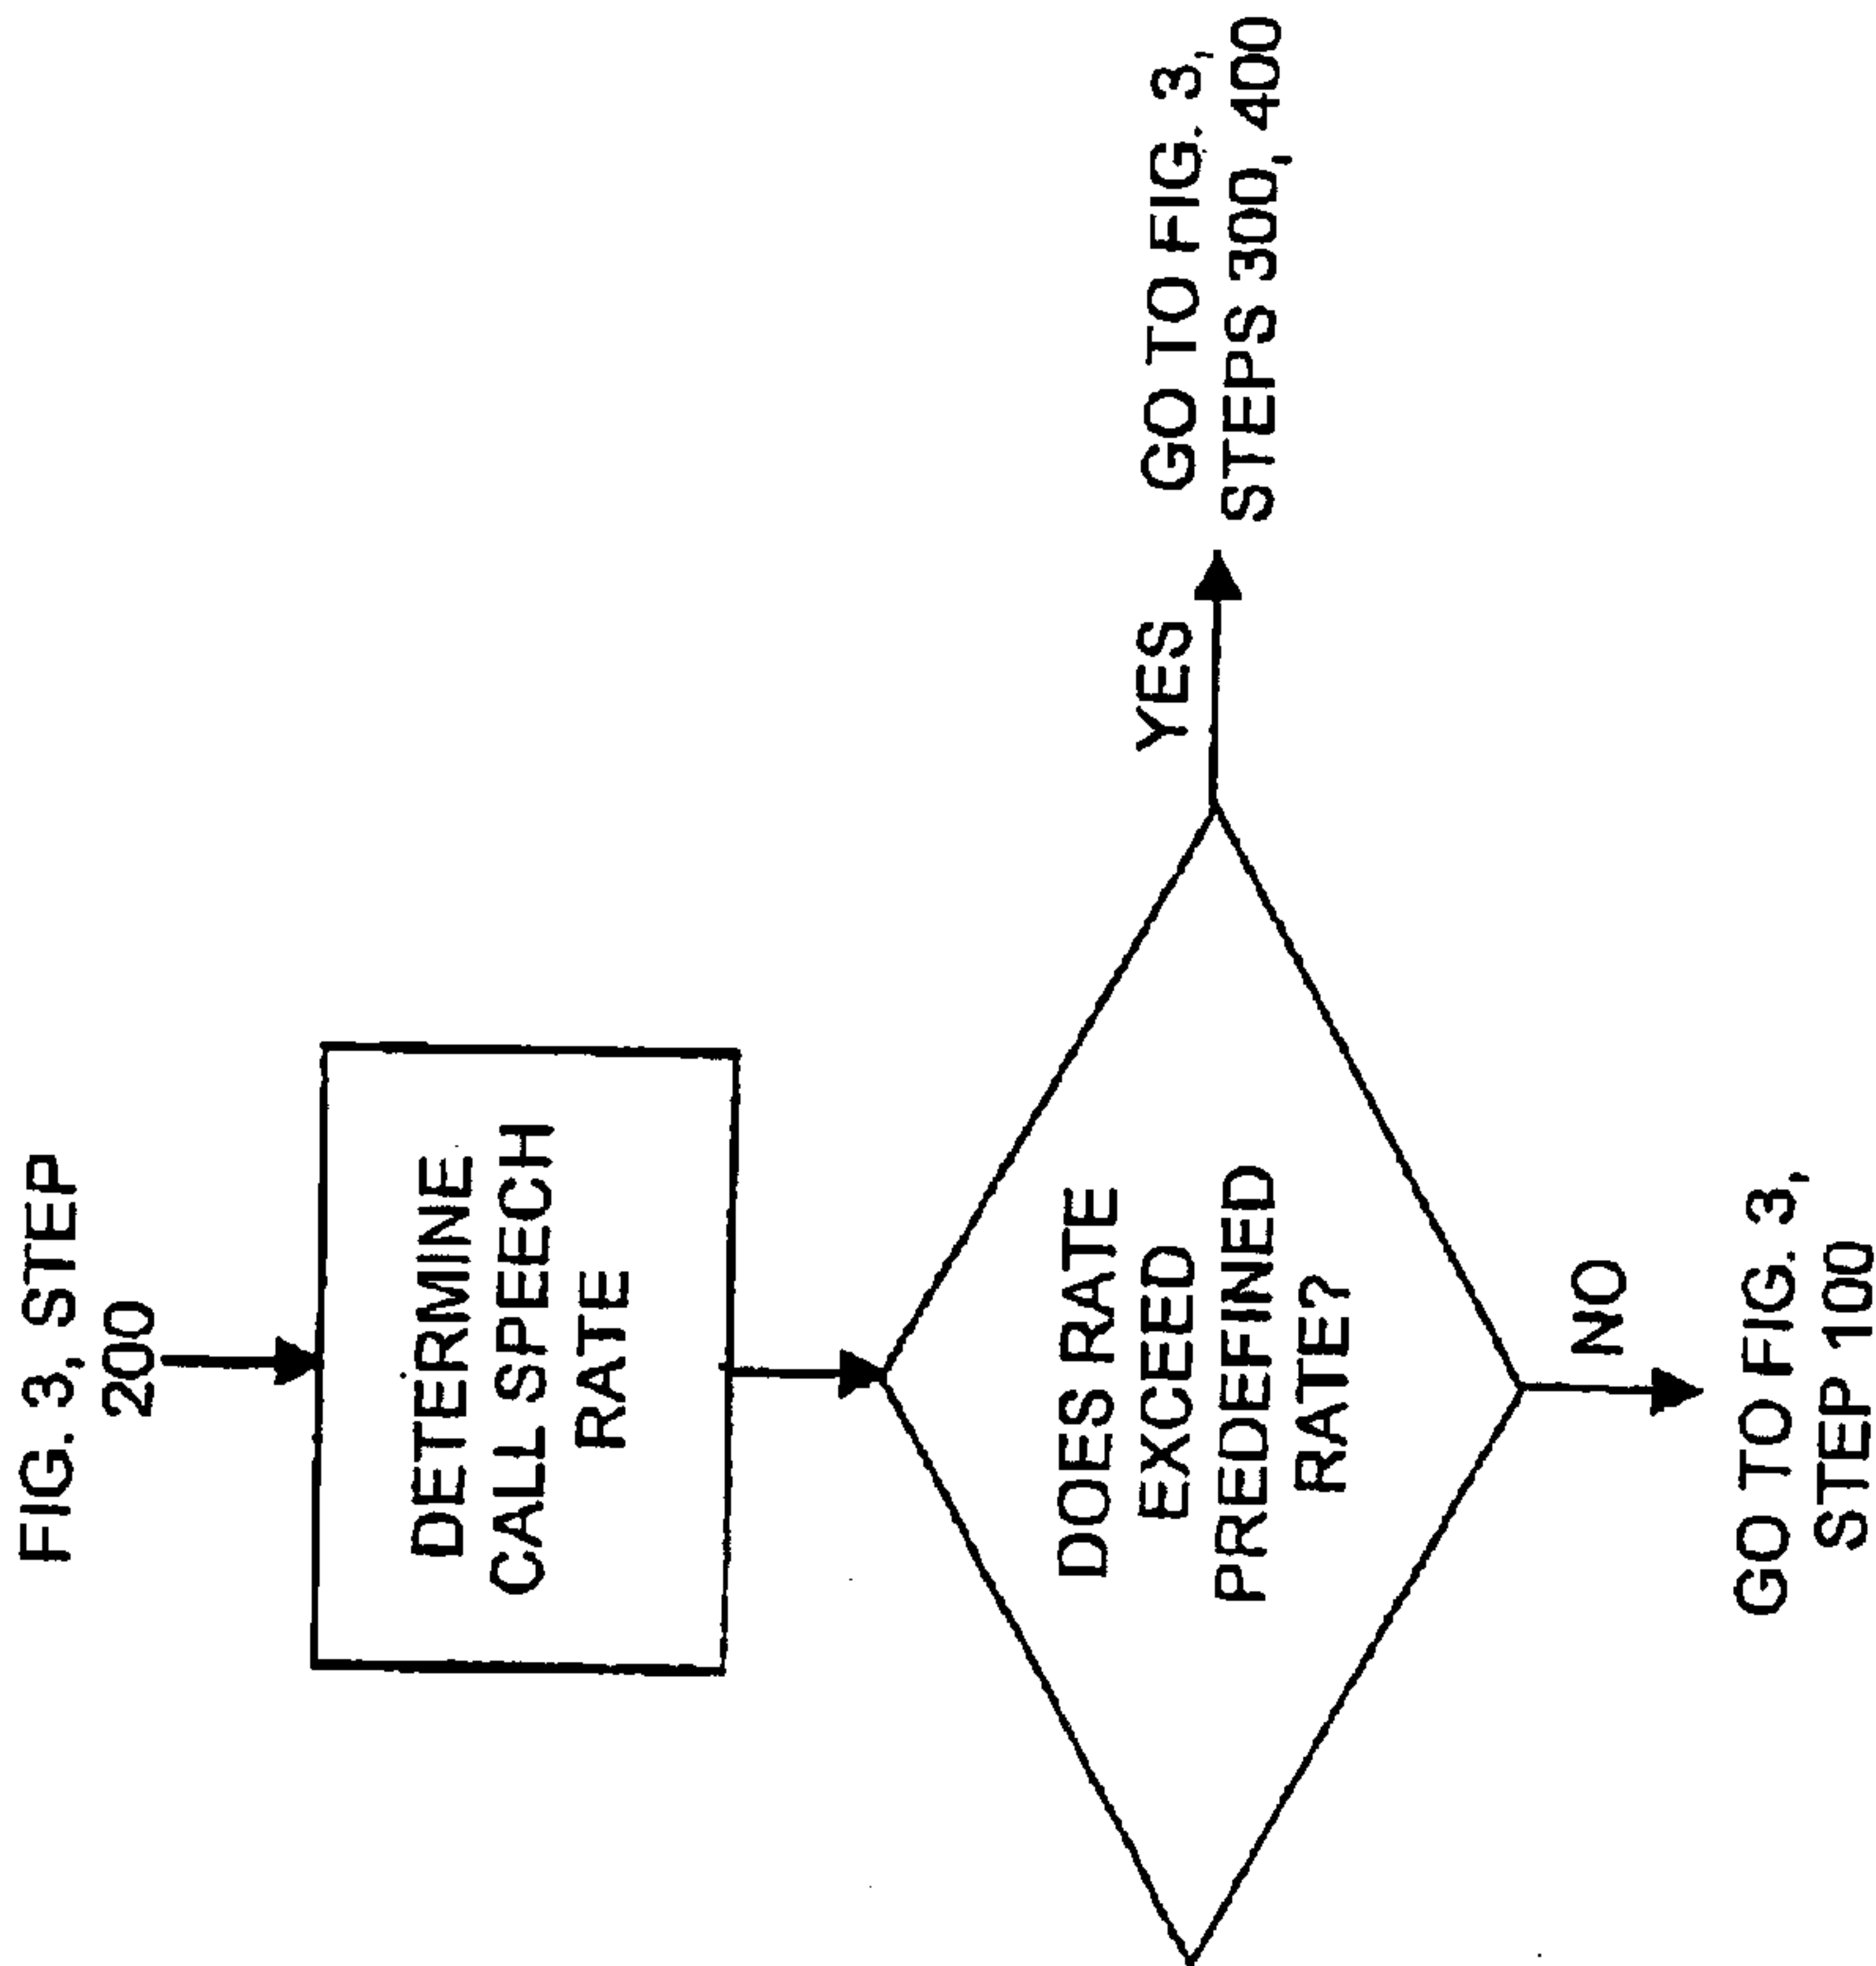 FIG. 3, STEP
200
DETERMINE
CALL SPEECH
RATE
DOES RATE
EXCEED
PREDEFINED
RATE?
YES
GO TO FIG. 3,
STEPS 300, 400
NO
GO TO FIG. 3,
STEP 100